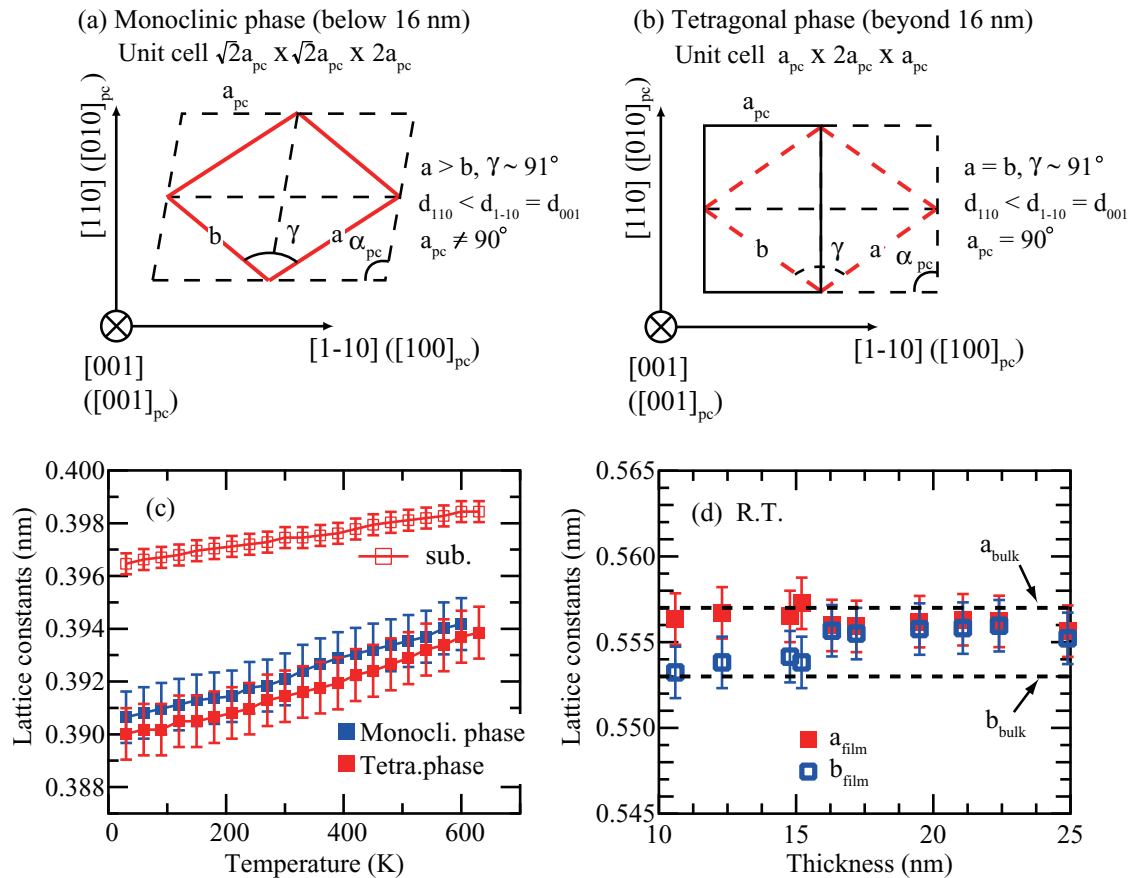 (a) Monoclinic phase (below 16 nm)
Unit cell √2a_pc x √2a_pc x 2a_pc
a_pc
[110] ([010]_pc)
b
γ
a
α_pc
a > b, γ ~ 91°
d_110 < d_1-10 = d_001
a_pc ≠ 90°
[1-10] ([100]_pc)
[001]
([001]_pc)
(b) Tetragonal phase (beyond 16 nm)
Unit cell a_pc x 2a_pc x a_pc
a_pc
[110] ([010]_pc)
b
γ
a
α_pc
a = b, γ ~ 91°
d_110 < d_1-10 = d_001
a_pc = 90°
[1-10] ([100]_pc)
[001]
([001]_pc)
(c)
Lattice constants (nm)
0.400
0.398
0.396
0.394
0.392
0.390
0.388
sub.
Monocli. phase
Tetra.phase
0
200
400
600
Temperature (K)
(d) R.T.
Lattice constants (nm)
0.565
0.560
0.555
0.550
0.545
a_bulk
b_bulk
a_film
b_film
10
15
20
25
Thickness (nm)